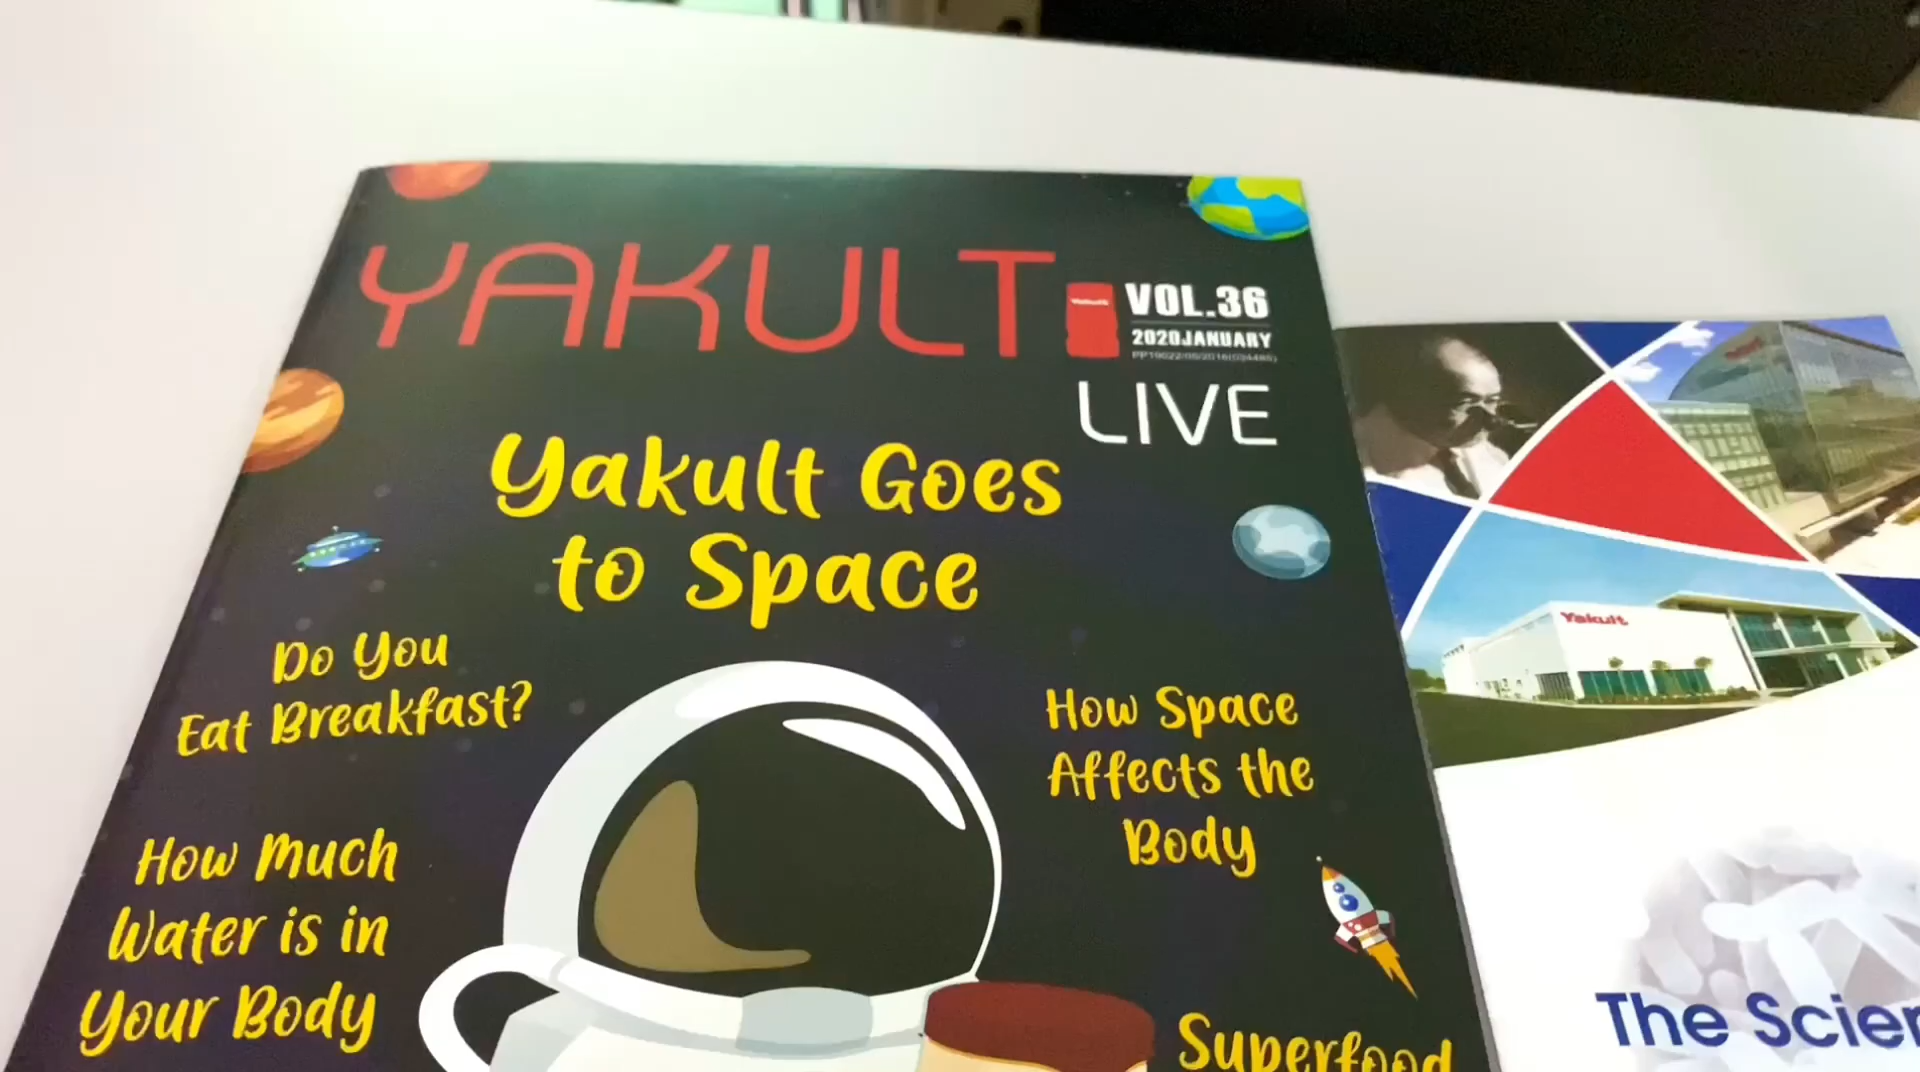 YAKULT
VOL.36
2020JANUARY
LIVE
Yakult Goes
to Space
Do You
Eat Breakfast?
How Much
Water is in
Your Body
How Space
Affects the
Body
Superfood
Yakult
The Scien